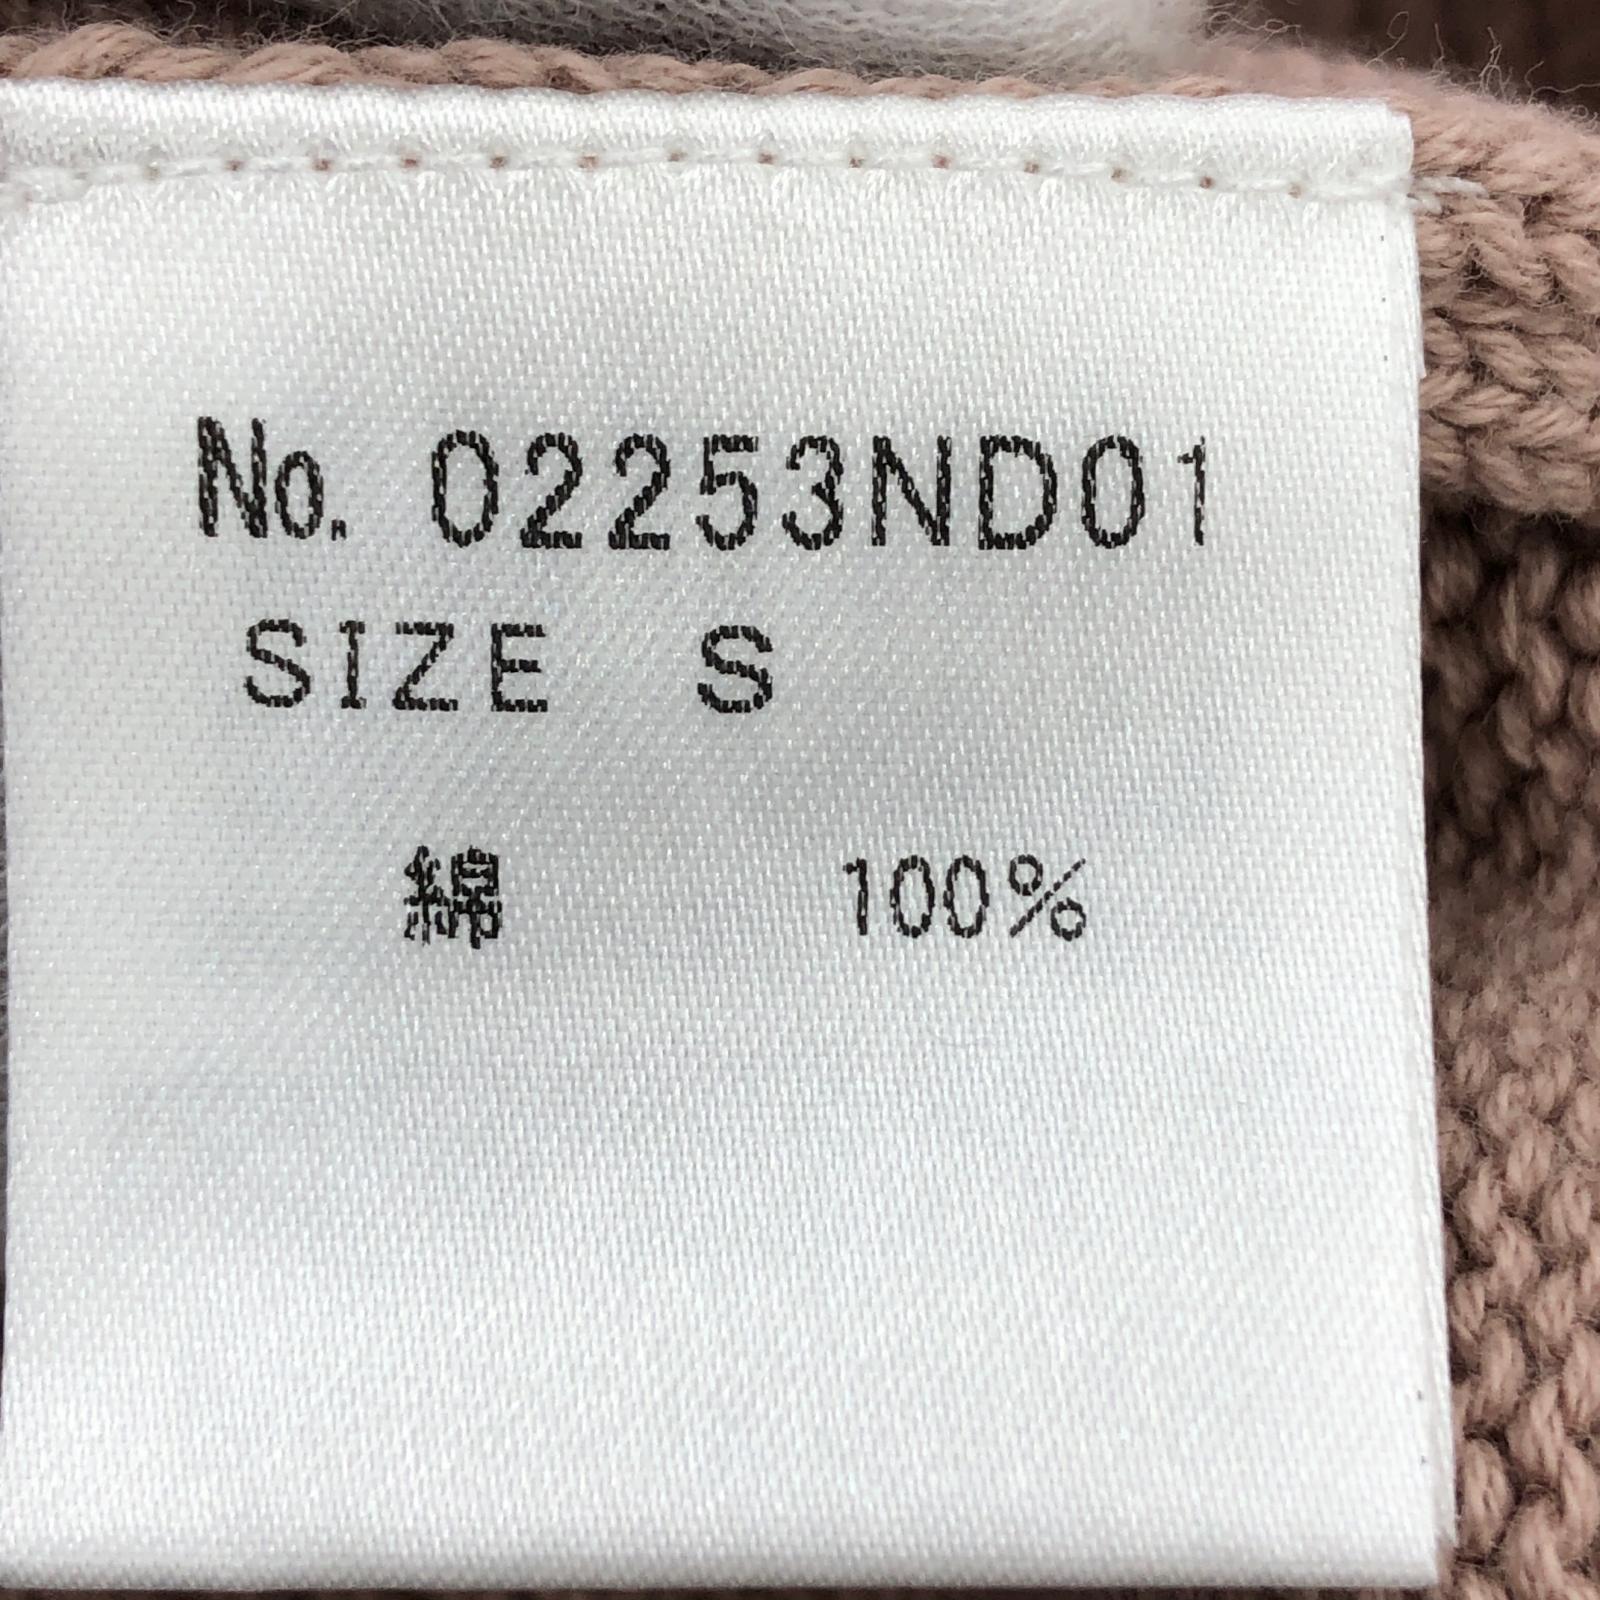 No. 02253ND01
SIZE S
綿 100%